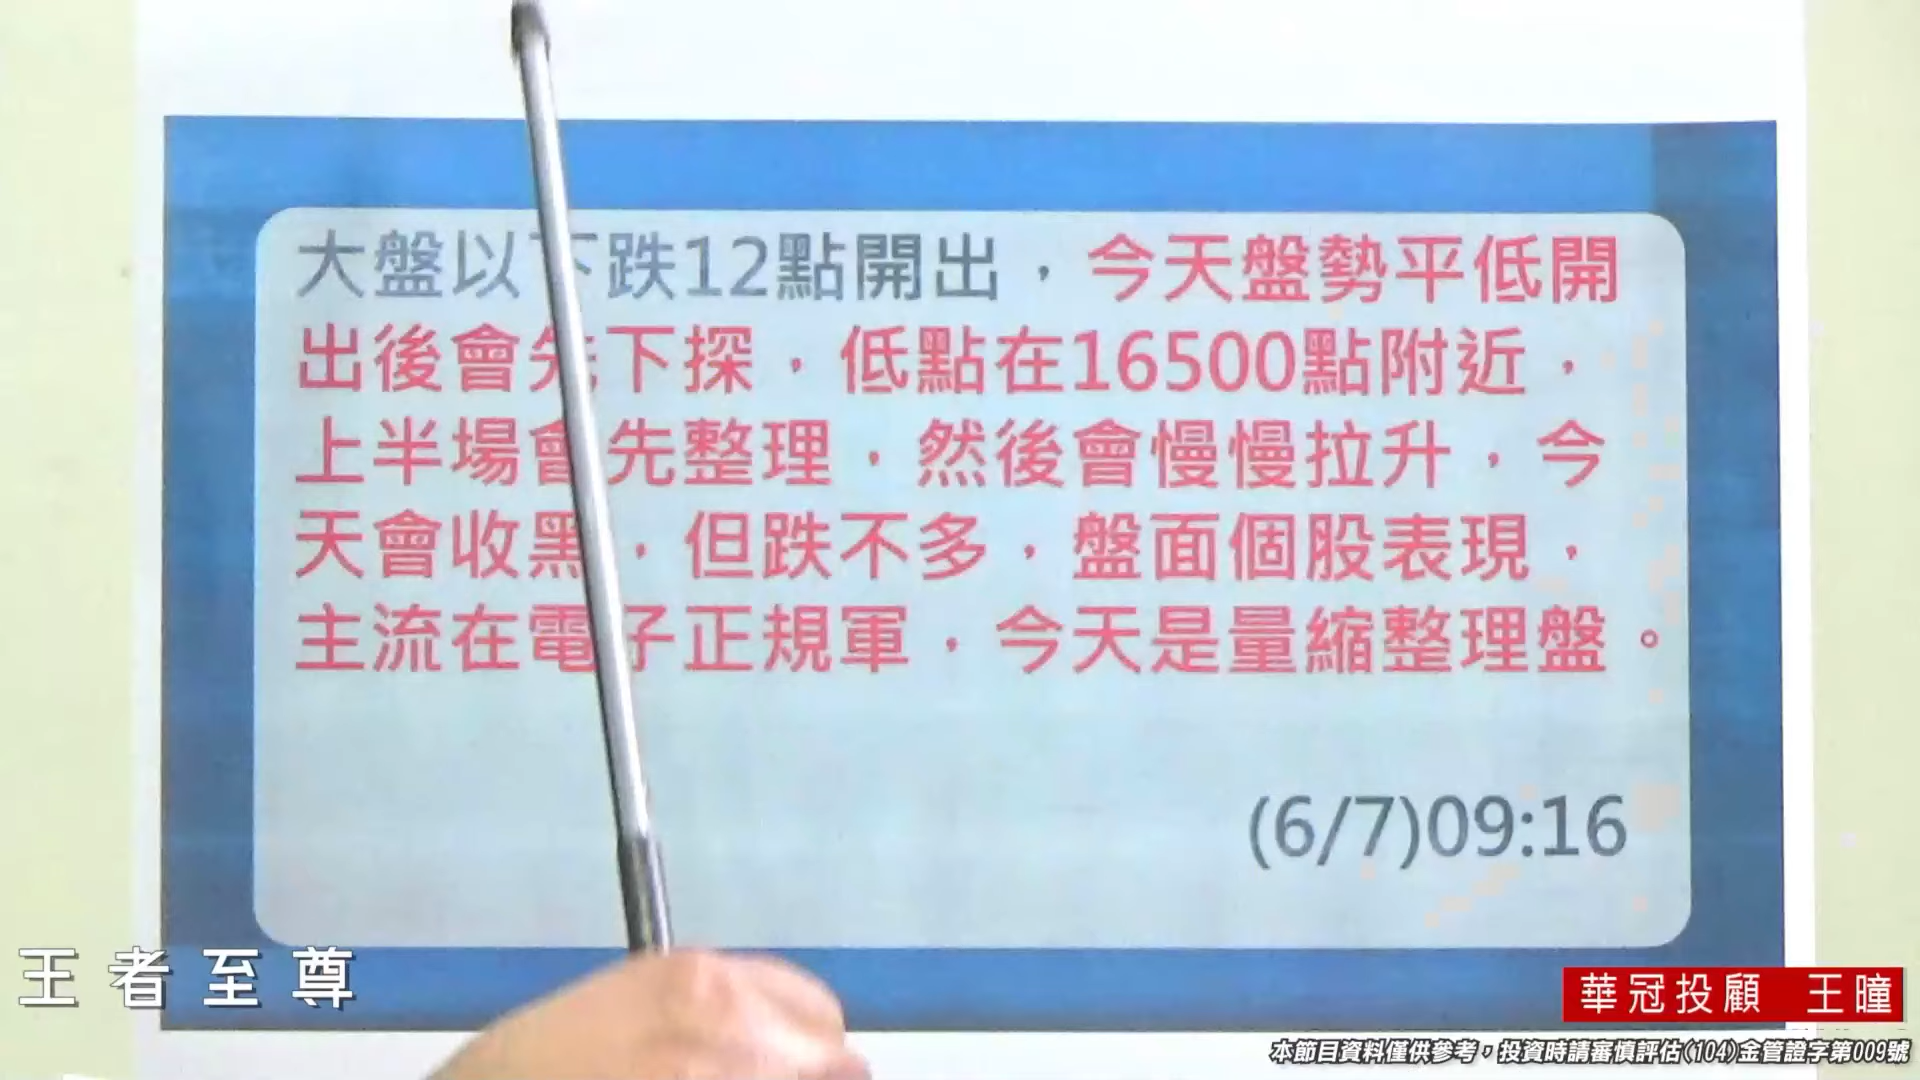 大盤以下跌12點開出，今天盤勢平低開
出後會先下探，低點在16500點附近，
上半場會先整理，然後會慢慢拉升，今
天會收黑，但跌不多，盤面個股表現，
主流在電子正規軍，今天是量縮整理盤。
(6/7)09:16
王者至尊
華冠投顧 王瞳
本節目資料僅供參考，投資時請審慎評估(104)金管證字第009號